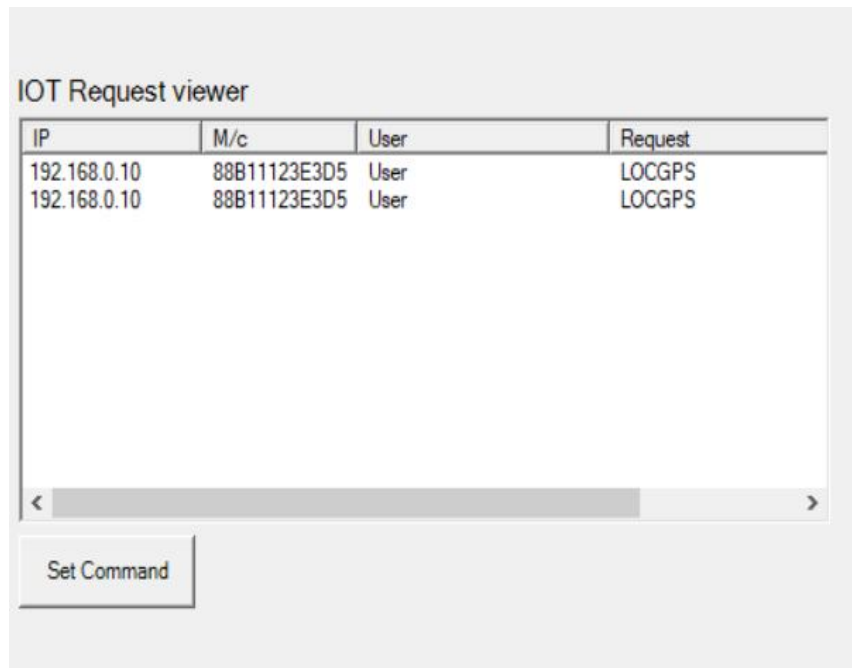 IOT Request viewer
IP M/c User Request
192.168.0.10 88B11123E3D5 User LOCGPS
192.168.0.10 88B11123E3D5 User LOCGPS
Set Command